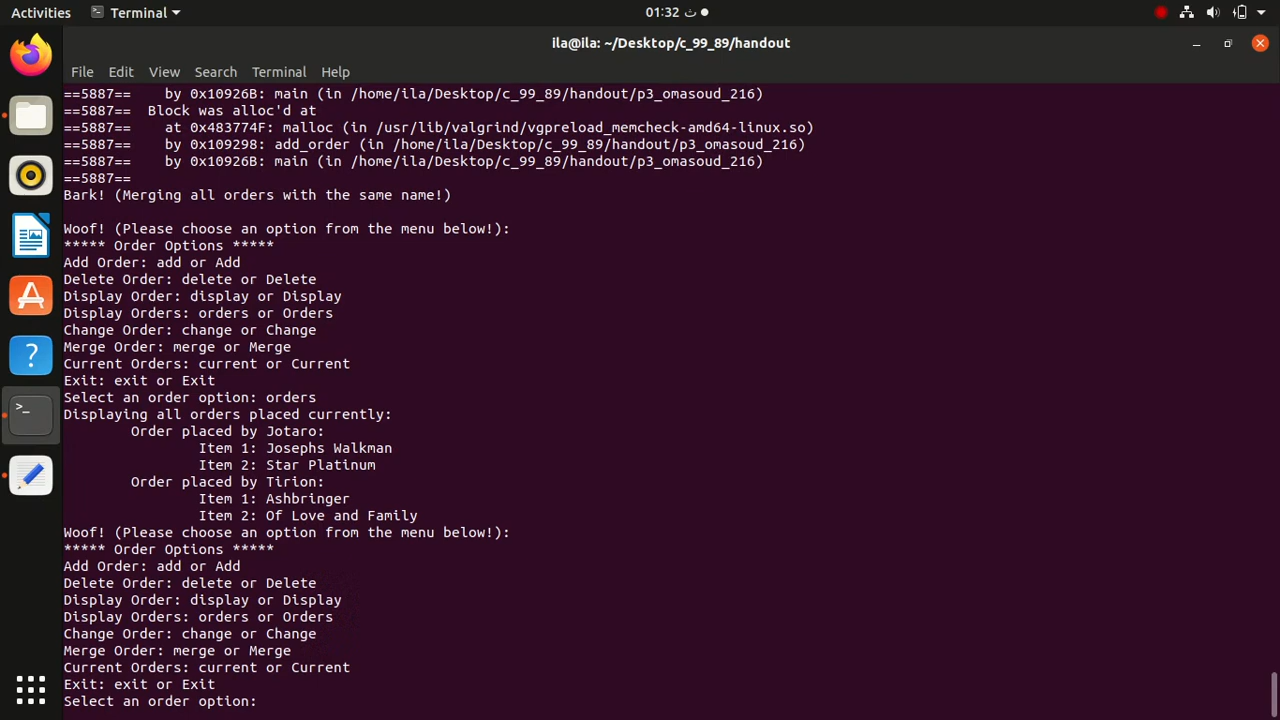 Activities
Terminal
01:32 ث
ila@ila: ~/Desktop/c_99_89/handout
File Edit View Search Terminal Help
==5887==    by 0x10926B: main (in /home/ila/Desktop/c_99_89/handout/p3_omasoud_216)
==5887==  Block was alloc'd at
==5887==    at 0x483774F: malloc (in /usr/lib/valgrind/vgpreload_memcheck-amd64-linux.so)
==5887==    by 0x109298: add_order (in /home/ila/Desktop/c_99_89/handout/p3_omasoud_216)
==5887==    by 0x10926B: main (in /home/ila/Desktop/c_99_89/handout/p3_omasoud_216)
==5887==
Bark! (Merging all orders with the same name!)
Woof! (Please choose an option from the menu below!):
***** Order Options *****
Add Order: add or Add
Delete Order: delete or Delete
Display Order: display or Display
Display Orders: orders or Orders
Change Order: change or Change
Merge Order: merge or Merge
Current Orders: current or Current
Exit: exit or Exit
Select an order option: orders
Displaying all orders placed currently:
        Order placed by Jotaro:
                Item 1: Josephs Walkman
                Item 2: Star Platinum
        Order placed by Tirion:
                Item 1: Ashbringer
                Item 2: Of Love and Family
Woof! (Please choose an option from the menu below!):
***** Order Options *****
Add Order: add or Add
Delete Order: delete or Delete
Display Order: display or Display
Display Orders: orders or Orders
Change Order: change or Change
Merge Order: merge or Merge
Current Orders: current or Current
Exit: exit or Exit
Select an order option: